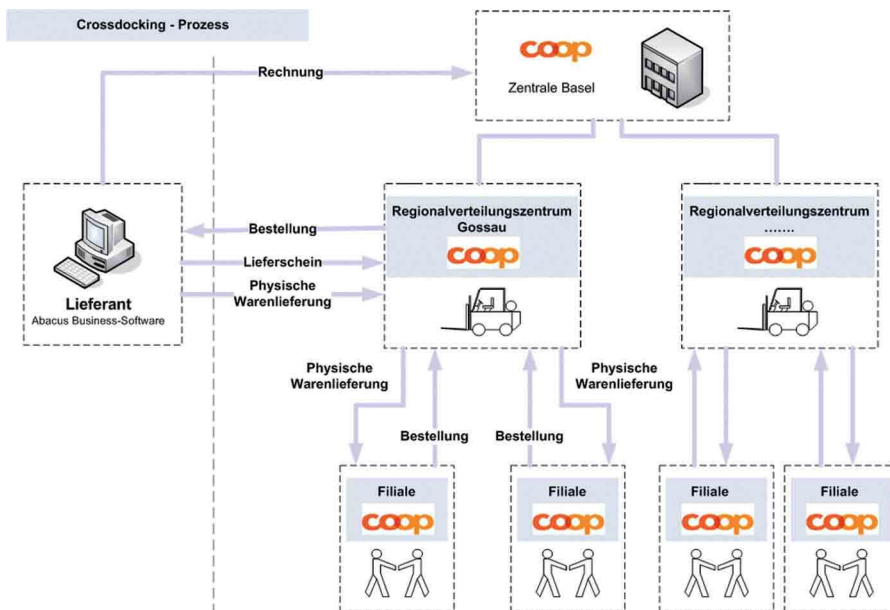 Crossdocking - Prozess
coop
Zentrale Basel
Rechnung
Regionalverteilungszentrum
Gossau
coop
Regionalverteilungszentrum
.......
coop
Bestellung
Lieferschein
Physische
Warenlieferung
Lieferant
Abacus Business-Software
Physische
Warenlieferung
Physische
Warenlieferung
Bestellung
Bestellung
Filiale
coop
Filiale
coop
Filiale
coop
Filiale
coop